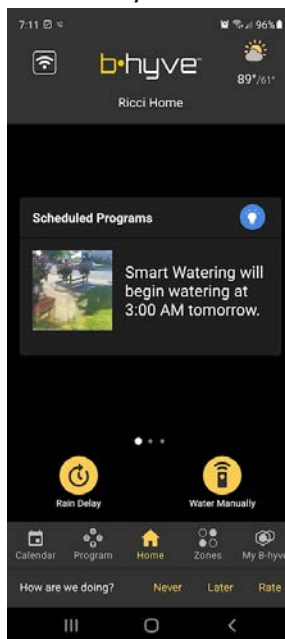 7:11
96%
b•hyve™
89°/61°
Ricci Home
Scheduled Programs
Smart Watering will
begin watering at
3:00 AM tomorrow.
Rain Delay
Water Manually
Calendar Program Home Zones My B-hyve
How are we doing? Never Later Rate